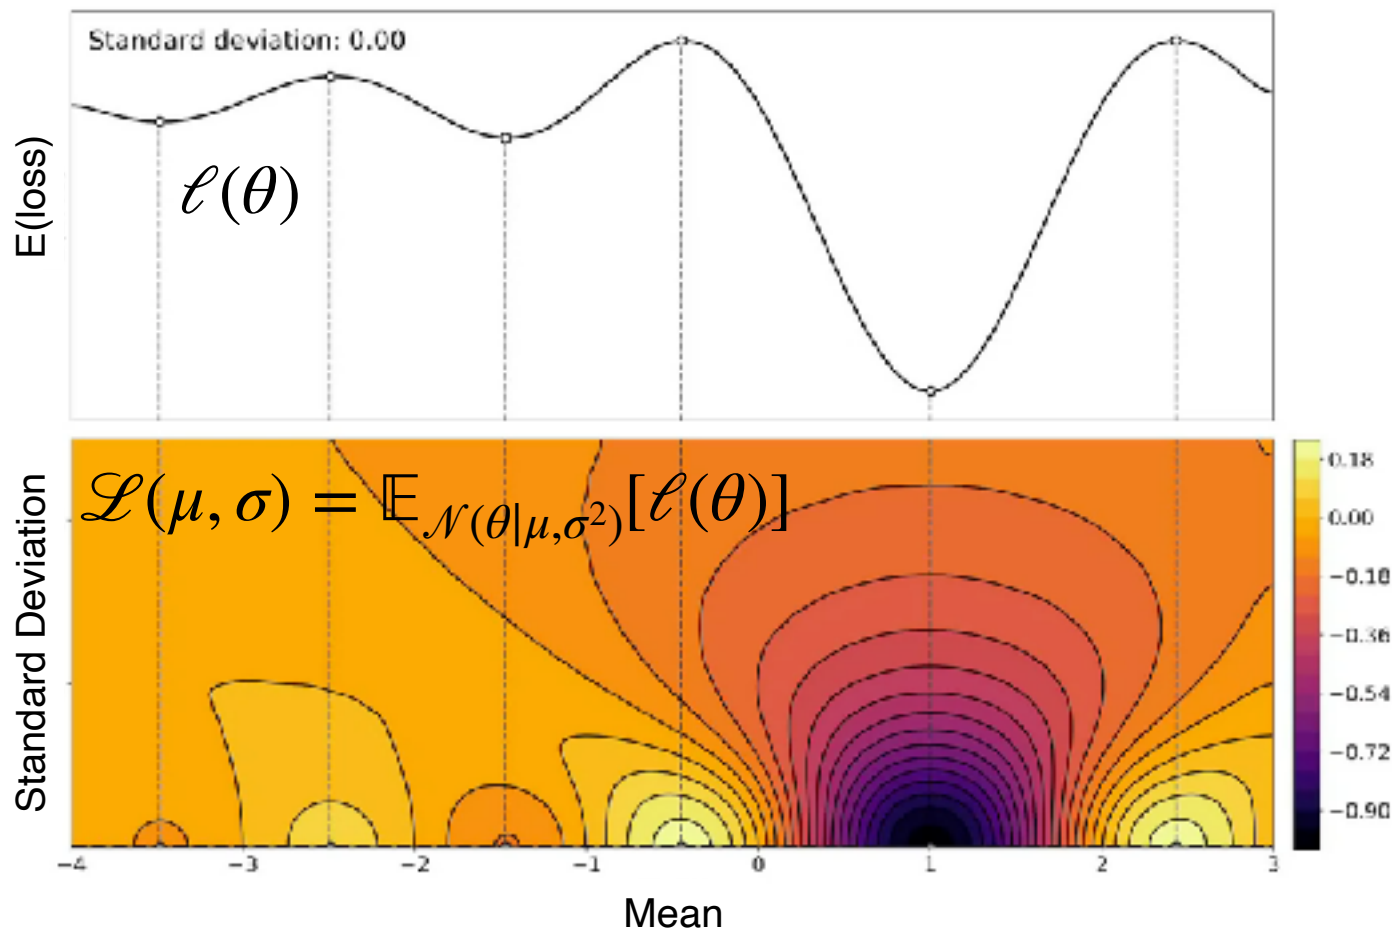 Standard deviation: 0.00
E(loss)
ℓ(θ)
ℒ(μ, σ) = 𝔼_𝒩(θ|μ,σ²)[ℓ(θ)]
Standard Deviation
0.18
0.00
−0.18
−0.36
−0.54
−0.72
−0.90
−4 −3 −2 −1 0 1 2 3
Mean